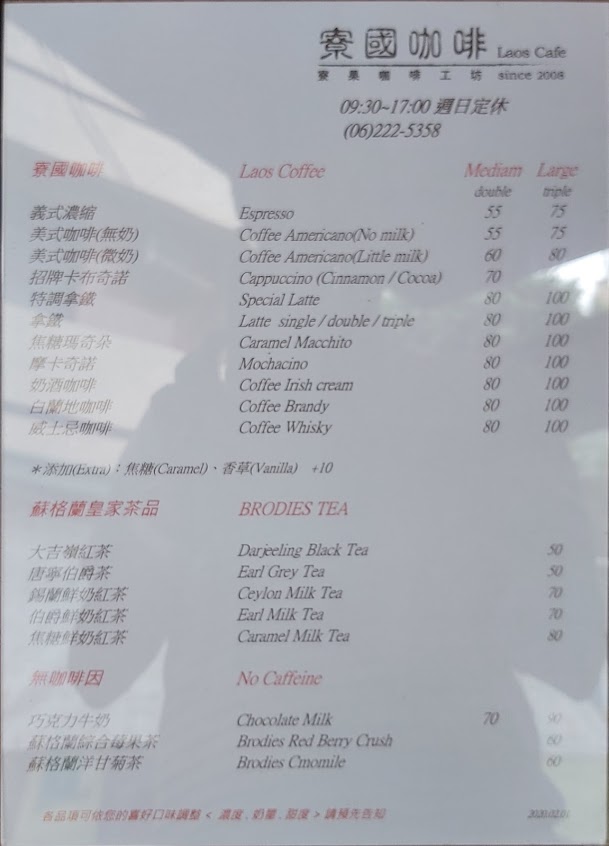 寮國咖啡 Laos Cafe
寮果咖啡工坊 since 2008
09:30~17:00 週日定休
(06)222-5358
寮國咖啡 Laos Coffee Mediam Large
double triple
義式濃縮 Espresso 55 75
美式咖啡(無奶) Coffee Americano(No milk) 55 75
美式咖啡(微奶) Coffee Americano(Little milk) 60 80
招牌卡布奇諾 Cappuccino (Cinnamon / Cocoa) 70
特調拿鐵 Special Latte 80 100
拿鐵 Latte single / double / triple 80 100
焦糖瑪奇朵 Caramel Macchito 80 100
摩卡奇諾 Mochacino 80 100
奶酒咖啡 Coffee Irish cream 80 100
白蘭地咖啡 Coffee Brandy 80 100
威士忌咖啡 Coffee Whisky 80 100
＊添加(Extra)：焦糖(Caramel)、香草(Vanilla) +10
蘇格蘭皇家茶品 BRODIES TEA
大吉嶺紅茶 Darjeeling Black Tea 50
唐寧伯爵茶 Earl Grey Tea 50
錫蘭鮮奶紅茶 Ceylon Milk Tea 70
伯爵鮮奶紅茶 Earl Milk Tea 70
焦糖鮮奶紅茶 Caramel Milk Tea 80
無咖啡因 No Caffeine
巧克力牛奶 Chocolate Milk 70 90
蘇格蘭綜合莓果茶 Brodies Red Berry Crush 60
蘇格蘭洋甘菊茶 Brodies Cmomile 60
各品項可依您的喜好口味調整 < 濃度 . 奶量 . 甜度 > 請預先告知 2020.02.01